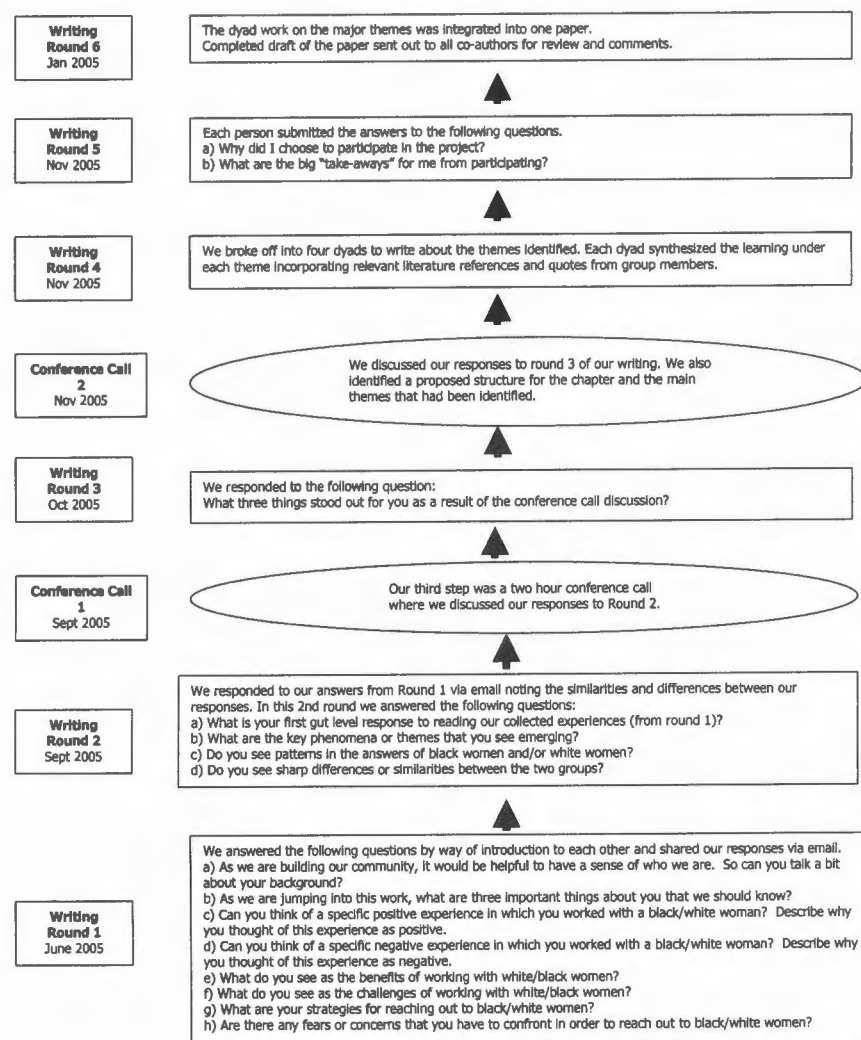 Writing
Round 6
Jan 2005
The dyad work on the major themes was integrated into one paper.
Completed draft of the paper sent out to all co-authors for review and comments.
Writing
Round 5
Nov 2005
Each person submitted the answers to the following questions.
a) Why did I choose to participate in the project?
b) What are the big "take-aways" for me from participating?
Writing
Round 4
Nov 2005
We broke off into four dyads to write about the themes identified. Each dyad synthesized the learning under
each theme incorporating relevant literature references and quotes from group members.
Conference Call
2
Nov 2005
We discussed our responses to round 3 of our writing. We also
identified a proposed structure for the chapter and the main
themes that had been identified.
Writing
Round 3
Oct 2005
We responded to the following question:
What three things stood out for you as a result of the conference call discussion?
Conference Call
1
Sept 2005
Our third step was a two hour conference call
where we discussed our responses to Round 2.
Writing
Round 2
Sept 2005
We responded to our answers from Round 1 via email noting the similarities and differences between our
responses. In this 2nd round we answered the following questions:
a) What is your first gut level response to reading our collected experiences (from round 1)?
b) What are the key phenomena or themes that you see emerging?
c) Do you see patterns in the answers of black women and/or white women?
d) Do you see sharp differences or similarities between the two groups?
Writing
Round 1
June 2005
We answered the following questions by way of introduction to each other and shared our responses via email.
a) As we are building our community, it would be helpful to have a sense of who we are. So can you talk a bit
about your background?
b) As we are jumping into this work, what are three important things about you that we should know?
c) Can you think of a specific positive experience in which you worked with a black/white woman? Describe why
you thought of this experience as positive.
d) Can you think of a specific negative experience in which you worked with a black/white woman? Describe why
you thought of this experience as negative.
e) What do you see as the benefits of working with white/black women?
f) What do you see as the challenges of working with white/black women?
g) What are your strategies for reaching out to black/white women?
h) Are there any fears or concerns that you have to confront in order to reach out to black/white women?